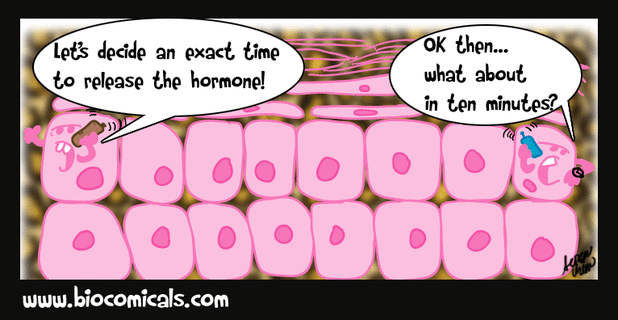 Let's decide an exact time
to release the hormone!
OK then...
what about
in ten minutes?
www.biocomicals.com